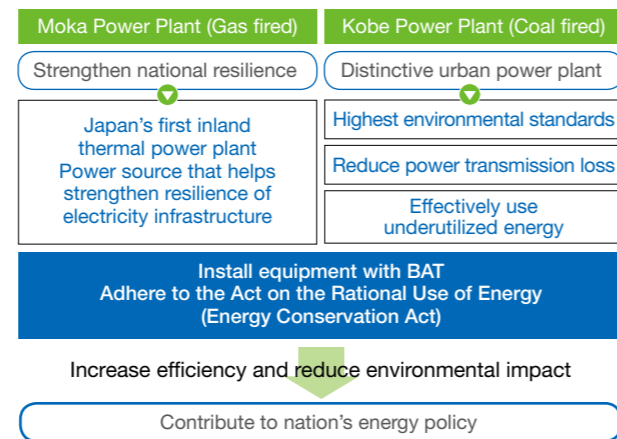 Moka Power Plant (Gas fired)
Kobe Power Plant (Coal fired)
Strengthen national resilience
Distinctive urban power plant
Japan's first inland
thermal power plant
Power source that helps
strengthen resilience of
electricity infrastructure
Highest environmental standards
Reduce power transmission loss
Effectively use
underutilized energy
Install equipment with BAT
Adhere to the Act on the Rational Use of Energy
(Energy Conservation Act)
Increase efficiency and reduce environmental impact
Contribute to nation's energy policy